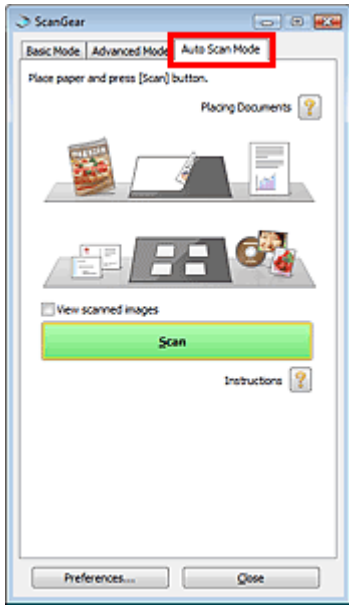 ScanGear
Basic Mode Advanced Mode Auto Scan Mode
Place paper and press [Scan] button.
Placing Documents
View scanned images
Scan
Instructions
Preferences... Close